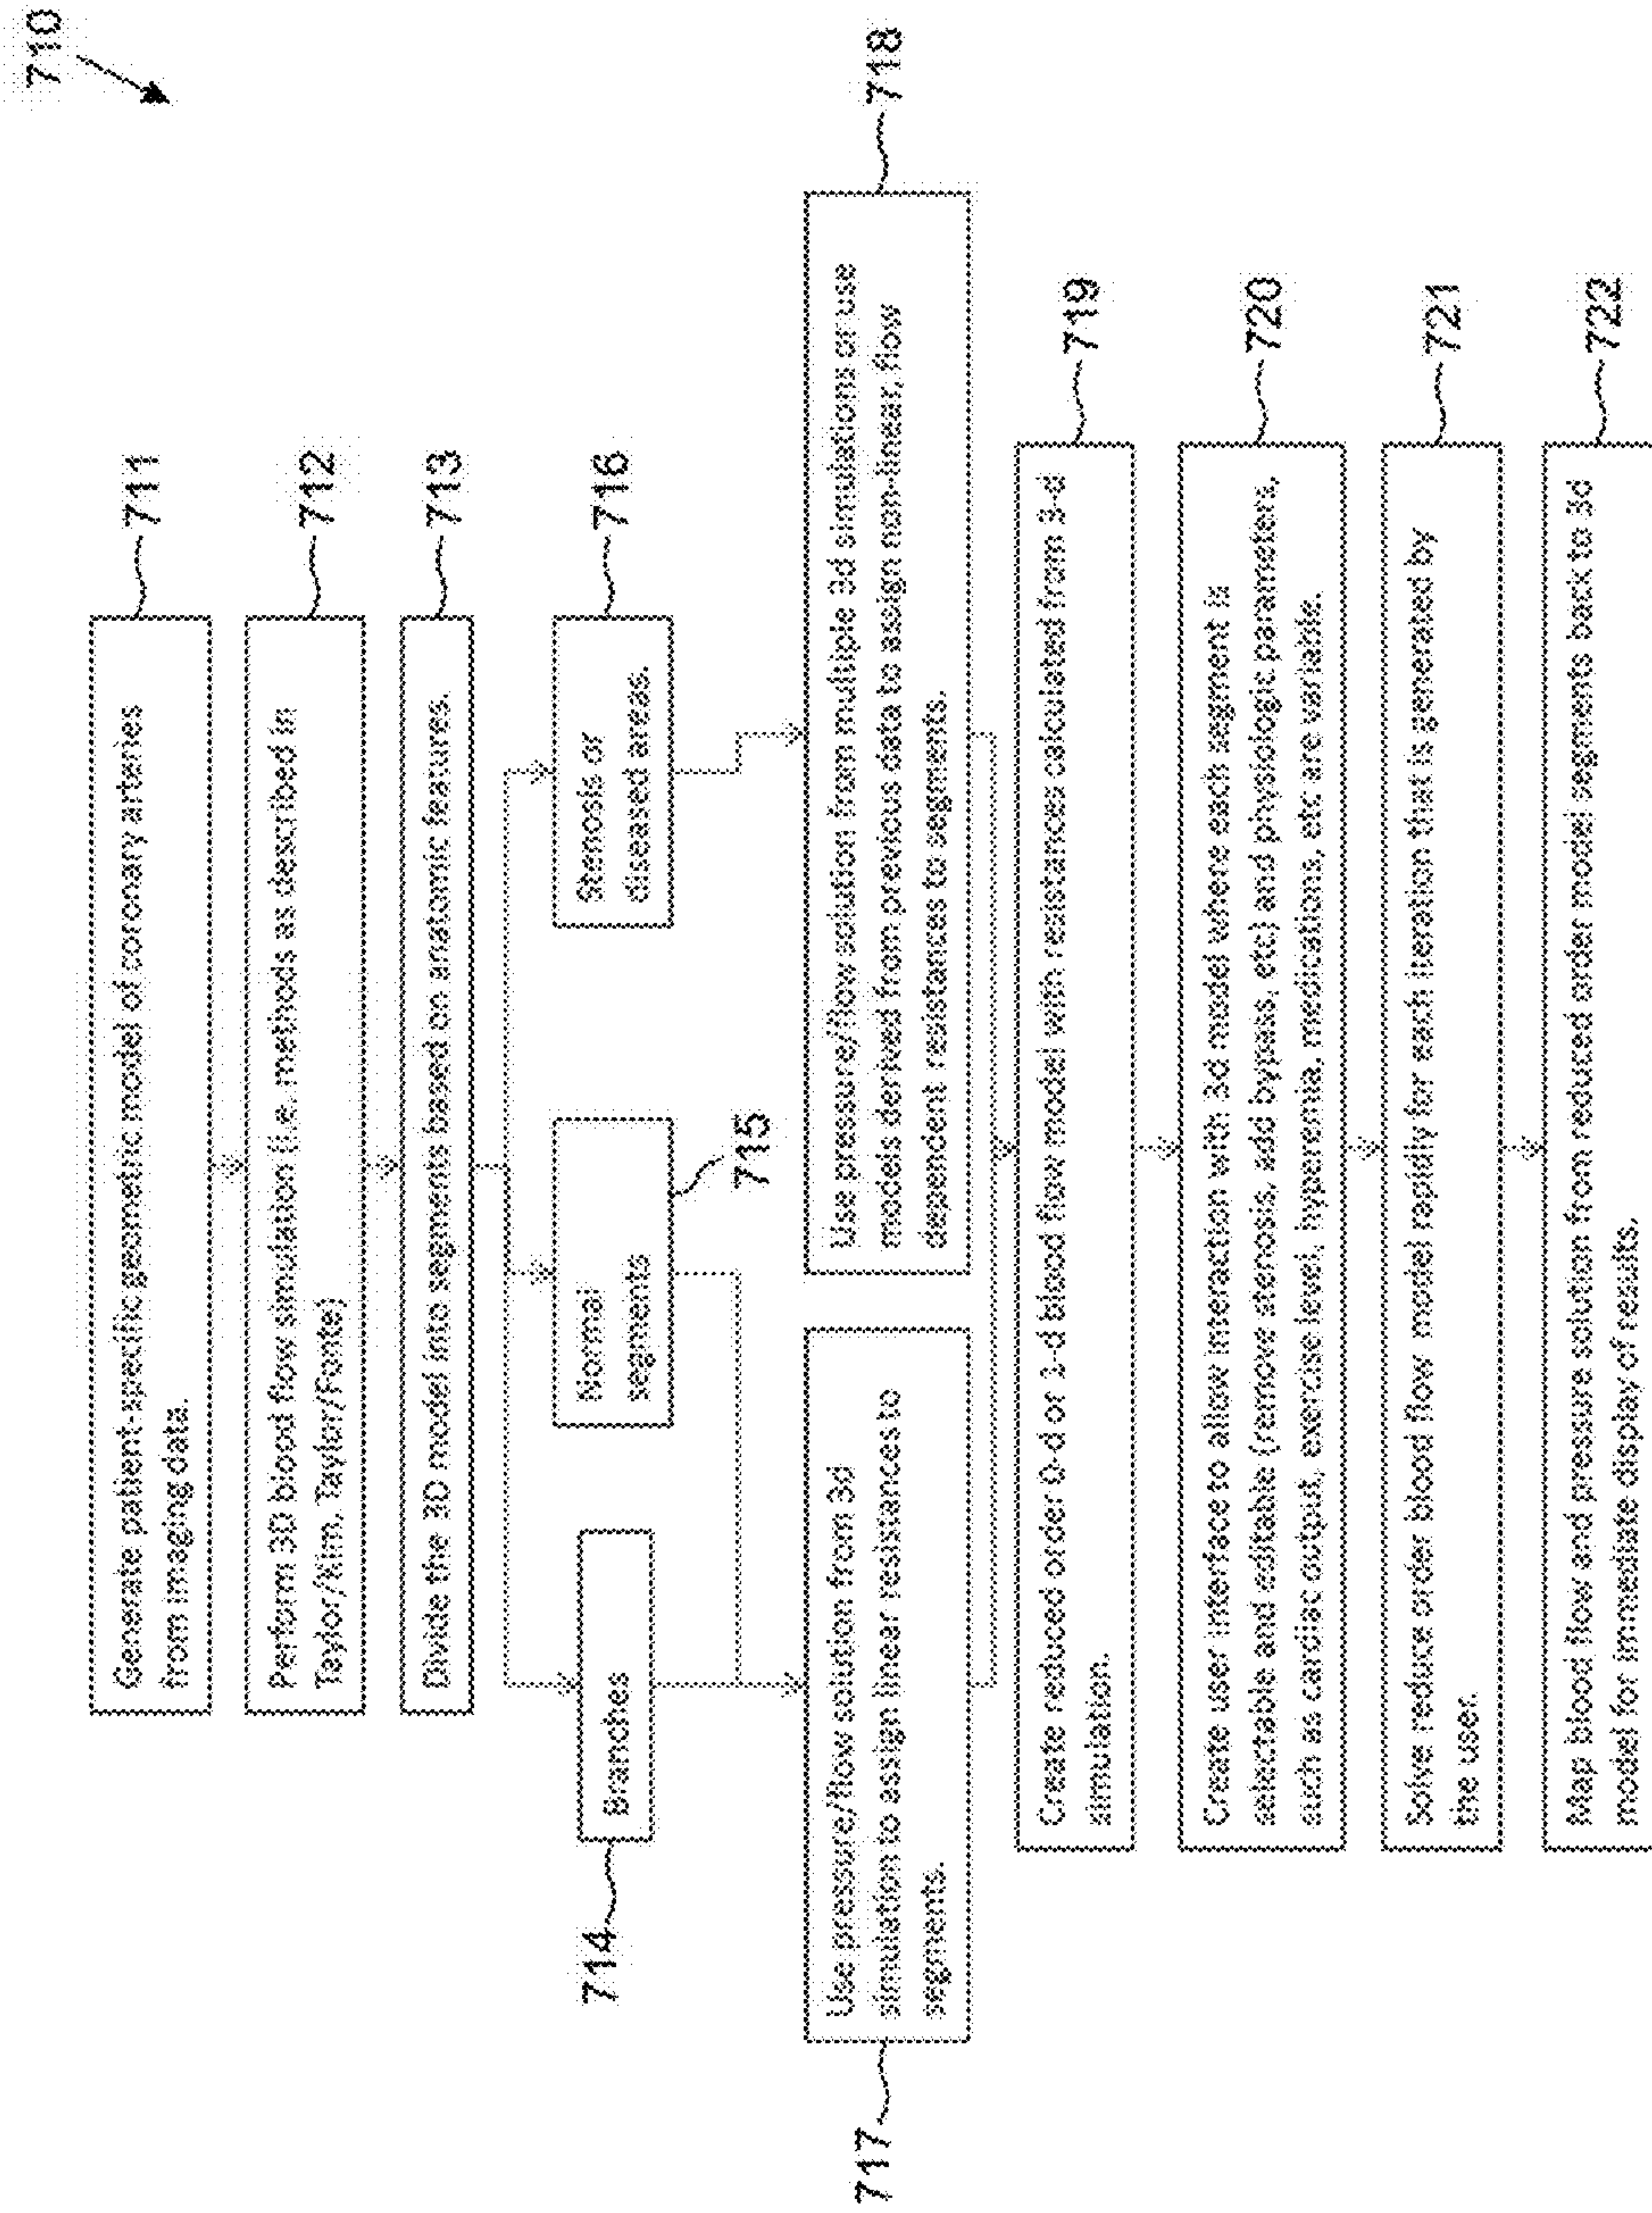 710
Generate patient-specific geometric model of coronary arteries
from imaging data.
711
Perform 3D blood flow simulation (i.e. methods as described in
Taylor/Kim, Taylor/Fonte)
712
Divide the 3D model into segments based on anatomic features.
713
714
Branches
Normal
segments
715
Stenosis or
diseased areas.
716
717
Use pressure/flow solution from 3d
simulation to assign linear resistances to
segments.
Use pressure/flow solution from multiple 3d simulations or use
models derived from previous data to assign non-linear, flow
dependent resistances to segments.
718
Create reduced order 0-d or 1-d blood flow model with resistances calculated from 3-d
simulation.
719
Create user interface to allow interaction with 3d model where each segment is
selectable and editable (remove stenosis, add bypass, etc) and physiologic parameters,
such as cardiac output, exercise level, hyperemia, medications, etc are variable.
720
Solve reduce order blood flow model rapidly for each iteration that is generated by
the user.
721
Map blood flow and pressure solution from reduced order model segments back to 3d
model for immediate display of results.
722